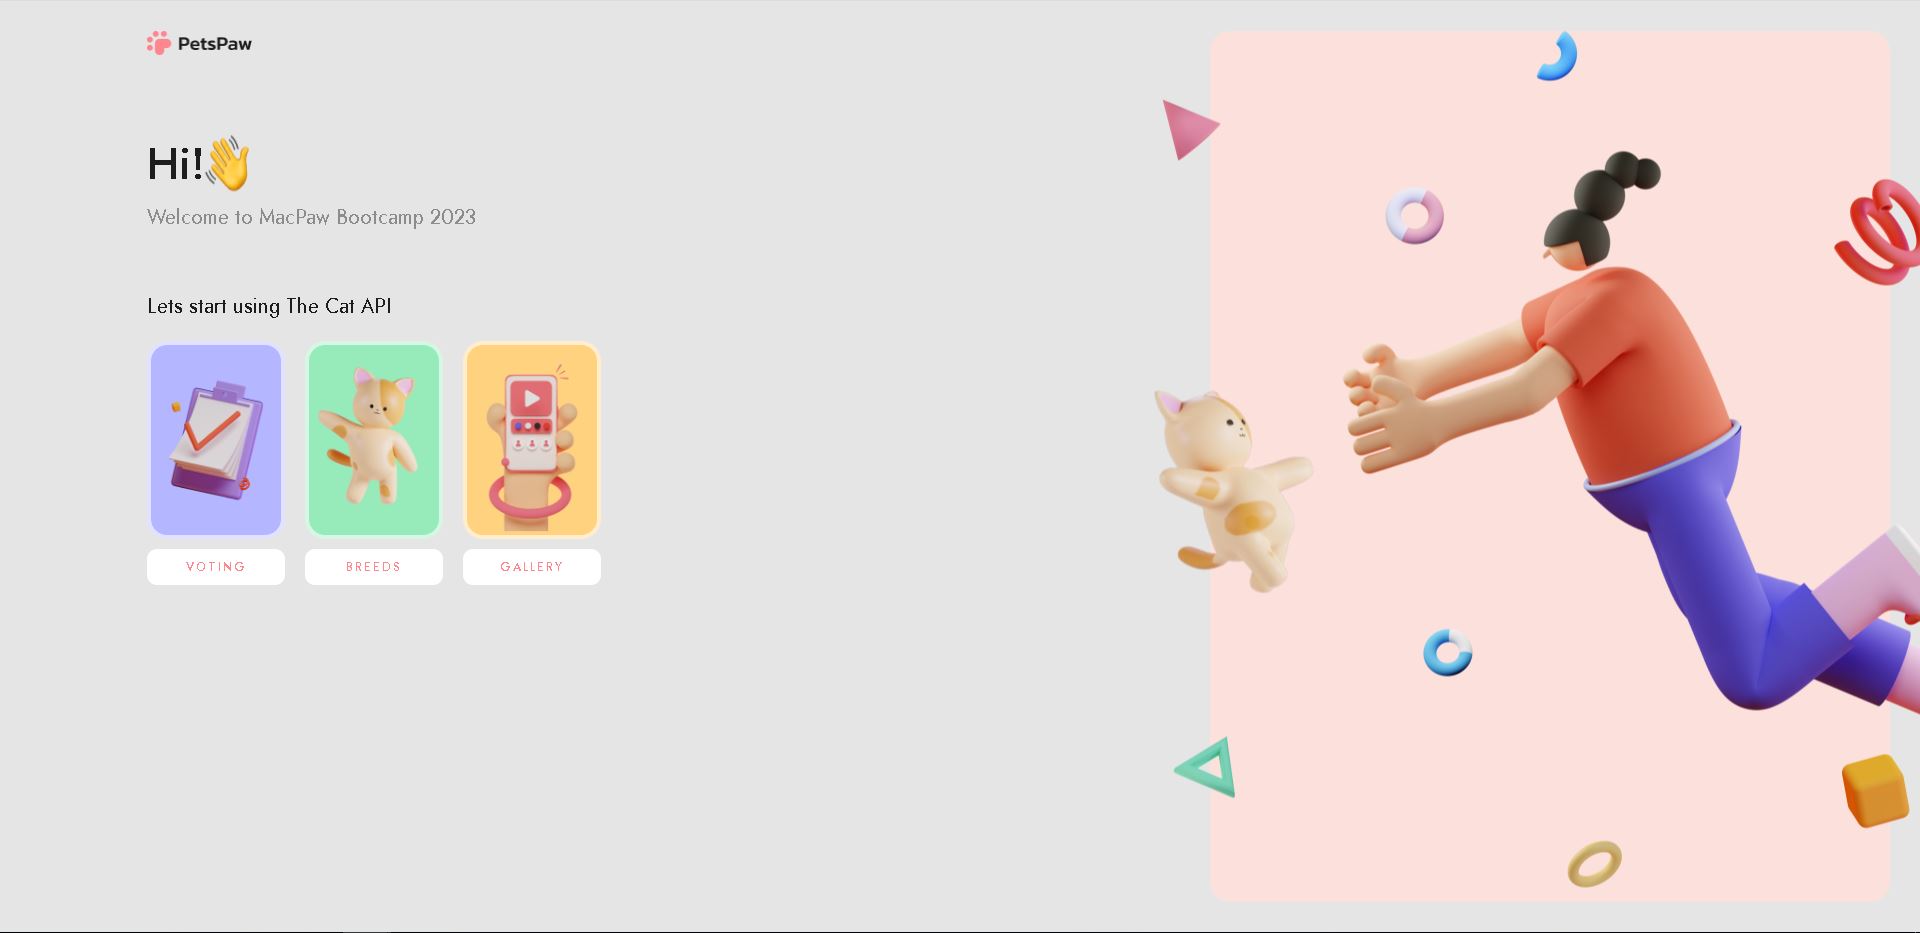 PetsPaw
Hi!👋
Welcome to MacPaw Bootcamp 2023
Lets start using The Cat API
VOTING
BREEDS
GALLERY